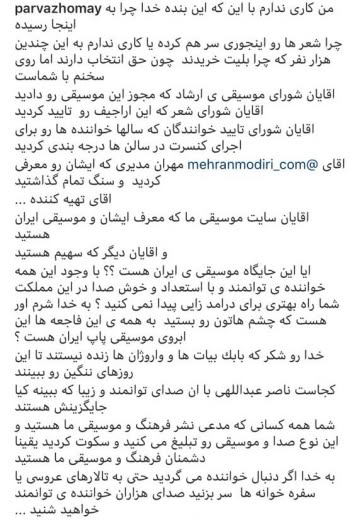 parvazhomay من کاری ندارم با این که این بنده خدا چرا به
اینجا رسیده
چرا شعر ها رو اینجوری سر هم کرده یا کاری ندارم به این چندین
هزار نفر که چرا بلیت خریدند چون حق انتخاب دارند اما روی
سخنم با شماست
اقایان شورای موسیقی ی ارشاد که مجوز این موسیقی رو دادید
اقایان شورای شعر که این اراجیف رو تایید کردید
اقایان شورای تایید خوانندگان که سالها خواننده ها رو برای
اجرای کنسرت در سالن ها درجه بندی کردید
اقای @mehranmodiri_com مهران مدیری که ایشان رو معرفی
کردید و سنگ تمام گذاشتید
اقای تهیه کننده ...
اقایان سایت موسیقی ما که معرف ایشان و موسیقی ایران
هستید
و اقایان دیگر که سهیم هستید
ایا این جایگاه موسیقی ی ایران هست ؟؟ با وجود این همه
خواننده ی توانمند و با استعداد و خوش صدا در این مملکت
شما راه بهتری برای درامد زایی پیدا نمی کنید ؟ به خدا شرم اور
هست که چشم هاتون رو بستید به همه ی این فاجعه ها این
ابروی موسیقی پاپ ایران هست ؟
خدا رو شکر که بابک بیات ها و واروژان ها زنده نیستند تا این
روزهای ننگین رو ببینند
کجاست ناصر عبداللهی با ان صدای توانمند و زیبا که ببینه کیا
جایگزینش هستند
شما همه کسانی که مدعی نشر فرهنگ و موسیقی ما هستید و
این نوع صدا و موسیقی رو تبلیغ می کنید و سکوت کردید یقینا
دشمنان فرهنگ و موسیقی ما هستید
به خدا اگر دنبال خواننده می گردید حتی به تالارهای عروسی یا
سفره خونه ها سر بزنید صدای هزاران خواننده ی توانمند
خواهید شنید ...